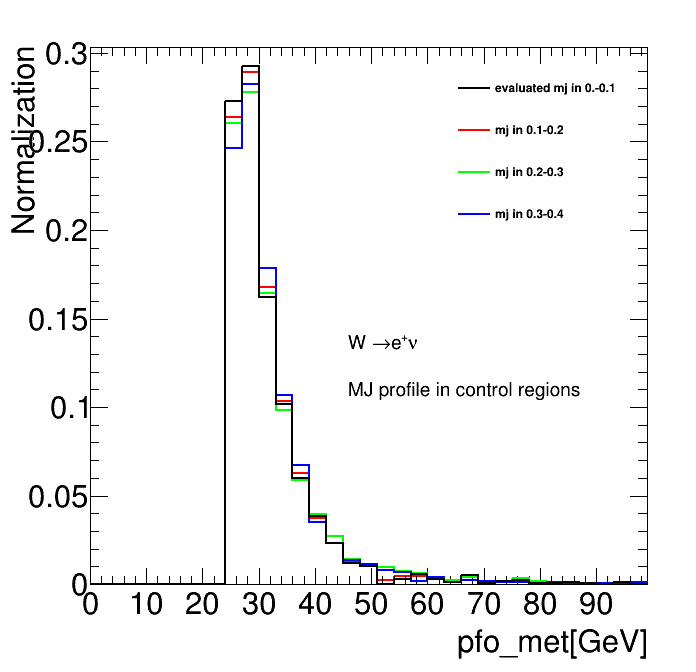 Normalization
0.3
0.25
0.2
0.15
0.1
0.05
0
evaluated mj in 0.-0.1
mj in 0.1-0.2
mj in 0.2-0.3
mj in 0.3-0.4
W →e⁺ν
MJ profile in control regions
0 10 20 30 40 50 60 70 80 90
pfo_met[GeV]